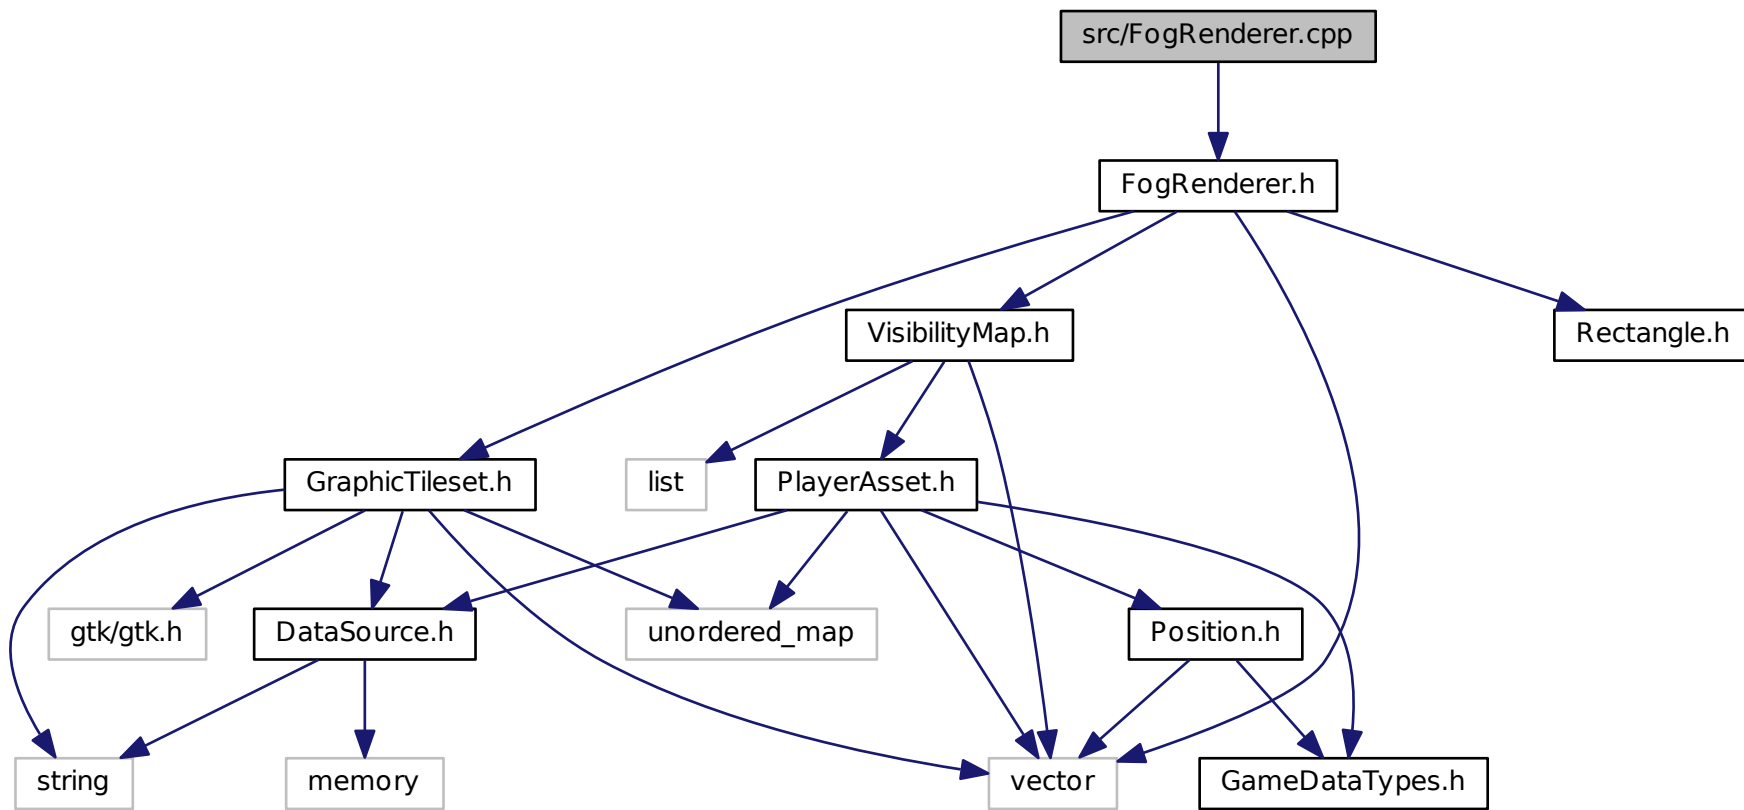 src/FogRenderer.cpp
FogRenderer.h
VisibilityMap.h
Rectangle.h
GraphicTileset.h
list
PlayerAsset.h
gtk/gtk.h
DataSource.h
unordered_map
Position.h
string
memory
vector
GameDataTypes.h